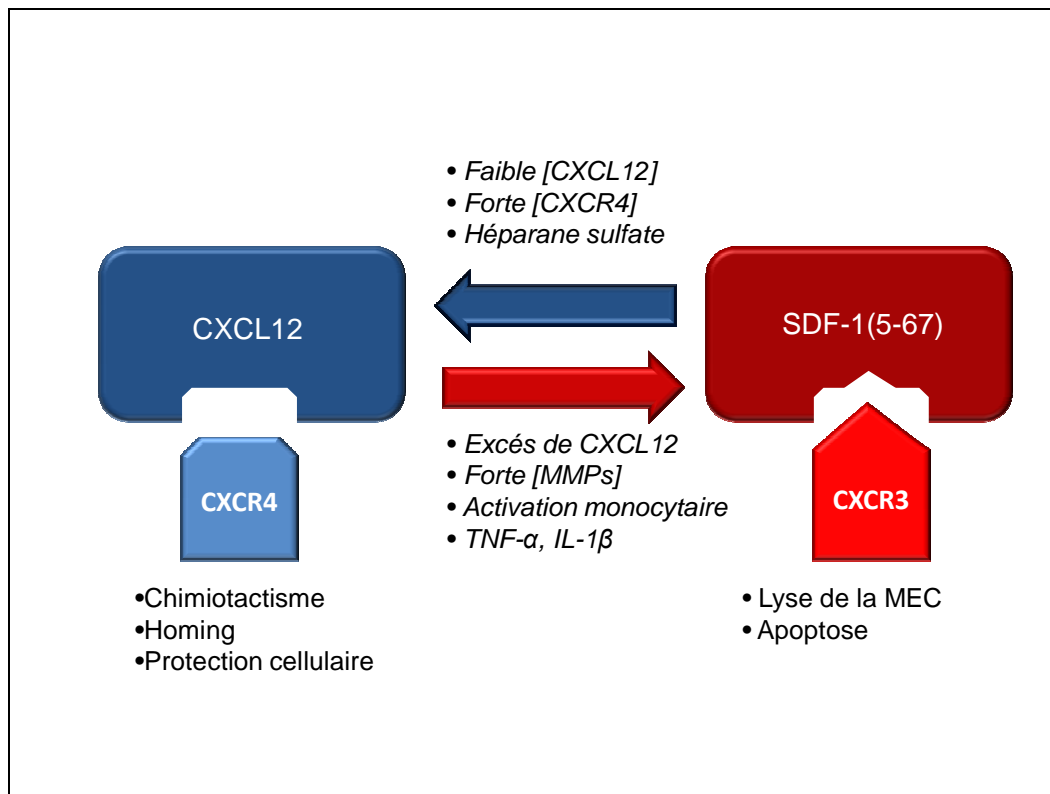 • Faible [CXCL12]
• Forte [CXCR4]
• Héparane sulfate
CXCL12
SDF-1(5-67)
• Excés de CXCL12
• Forte [MMPs]
• Activation monocytaire
• TNF-α, IL-1β
CXCR4
CXCR3
•Chimiotactisme
•Homing
•Protection cellulaire
• Lyse de la MEC
• Apoptose